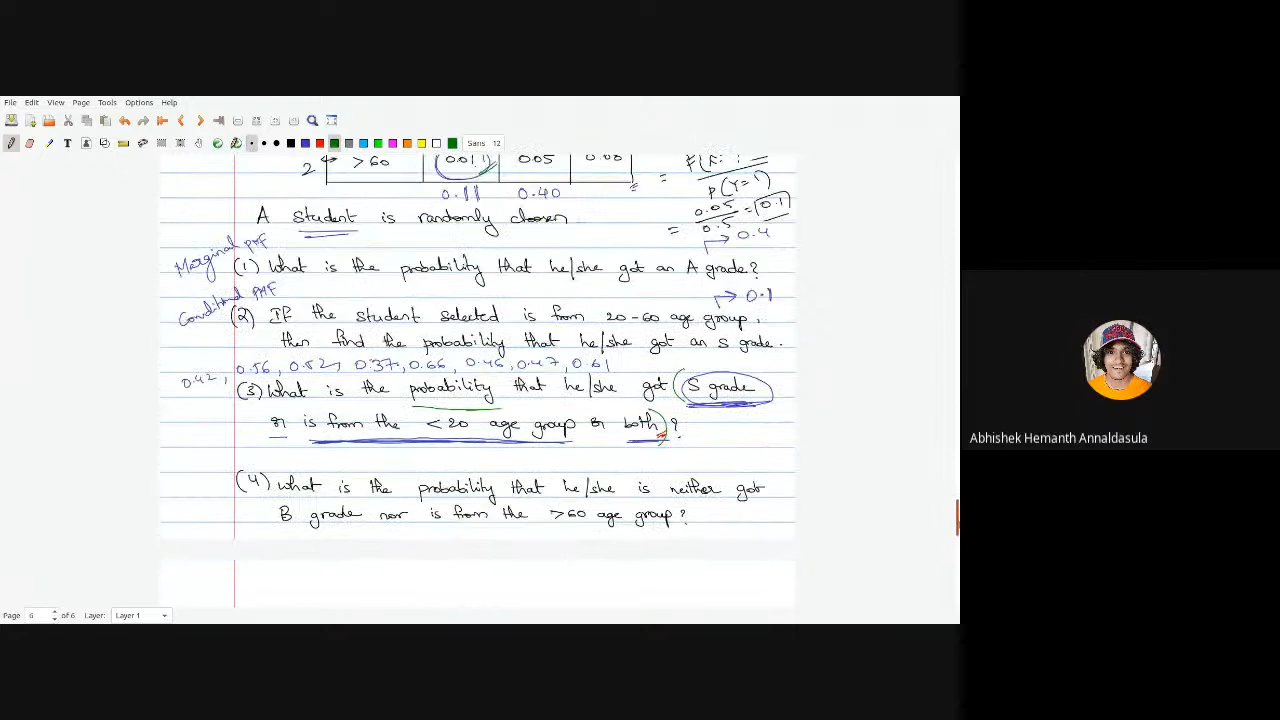 File Edit View Page Tools Options Help
Sans 12
2 > 60 0.011 0.05 0.08
0.11 0.40
=
p(Y=1)
= 0.05 = 0.1
0.5
A student is randomly chosen
0.4
Marginal PMF
(1) What is the probability that he/she got an A grade?
Conditional PMF
0.1
(2) If the student selected is from 20-60 age group,
then find the probability that he/she got an S grade.
0.42, 0.56, 0.52, 0.37, 0.66, 0.46, 0.47, 0.61
(3) What is the probability that he/she got (S grade
or is from the < 20 age group or both)?
(4) What is the probability that he/she is neither got
B grade nor is from the >60 age group?
Abhishek Hemanth Annaldasula
Page 6 of 6 Layer: Layer 1